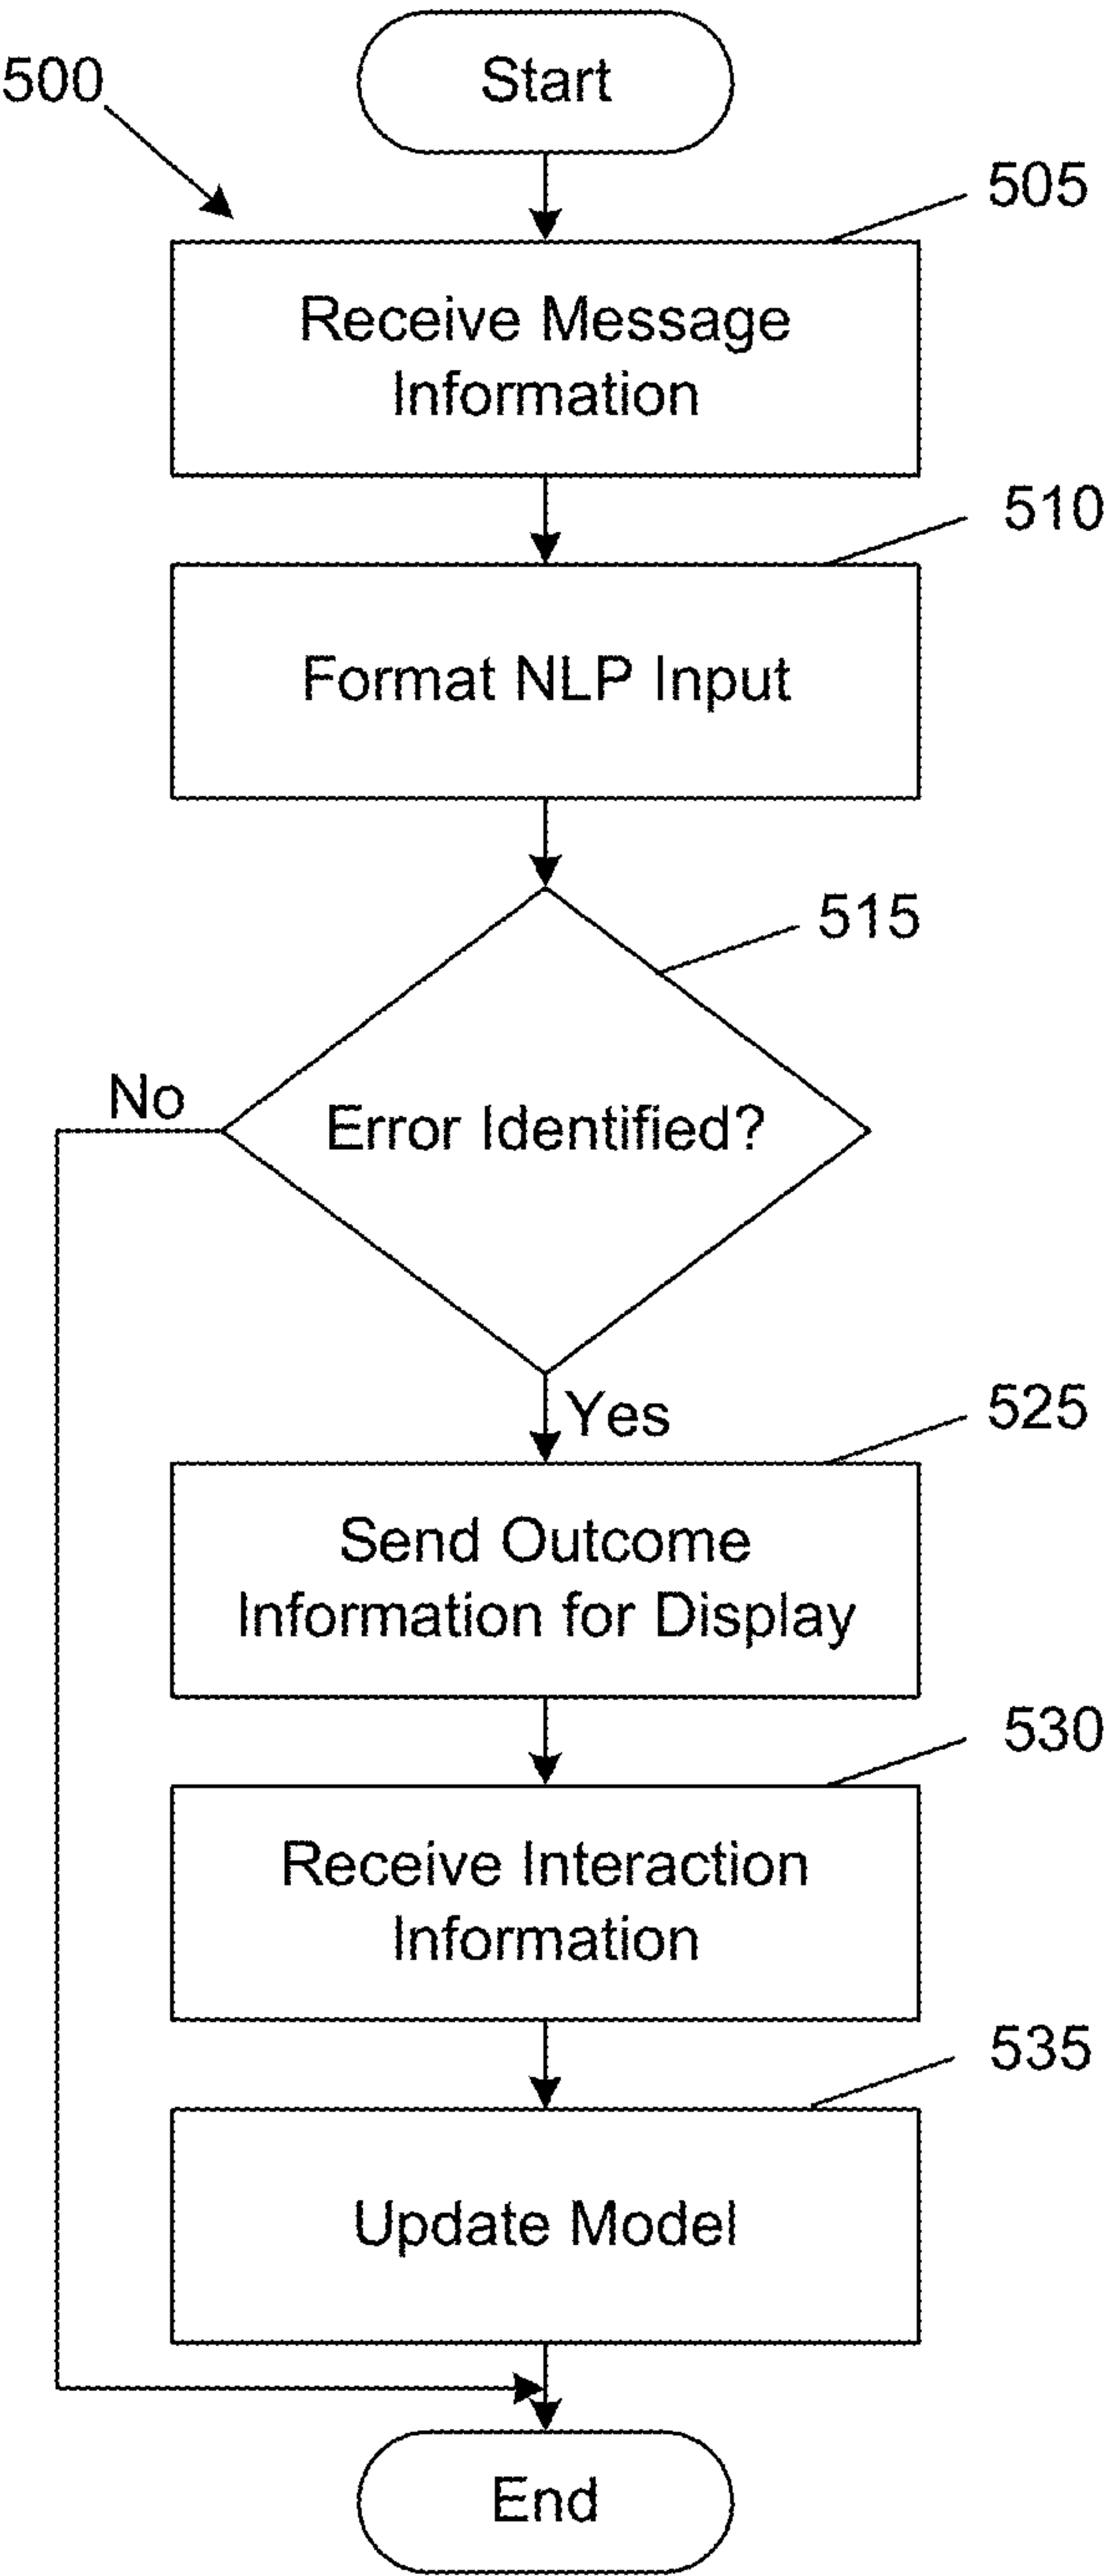 Start
500
505
Receive Message
Information
510
Format NLP Input
515
No
Error Identified?
Yes
525
Send Outcome
Information for Display
530
Receive Interaction
Information
535
Update Model
End